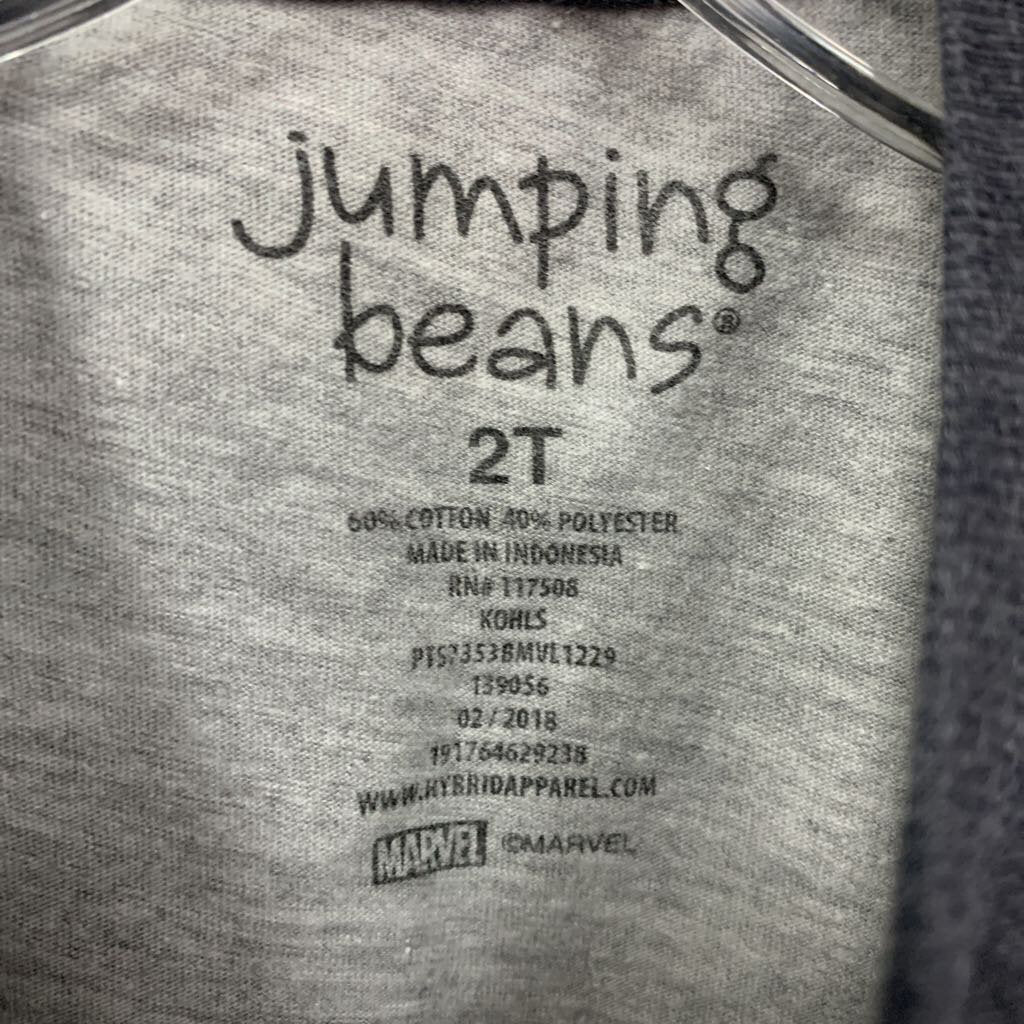 jumping
beans®
2T
60% COTTON 40% POLYESTER
MADE IN INDONESIA
RN# 117508
KOHLS
PTS7353BMVL1229
139056
02 / 2018
191764629238
WWW.HYBRIDAPPAREL.COM
MARVEL ©MARVEL